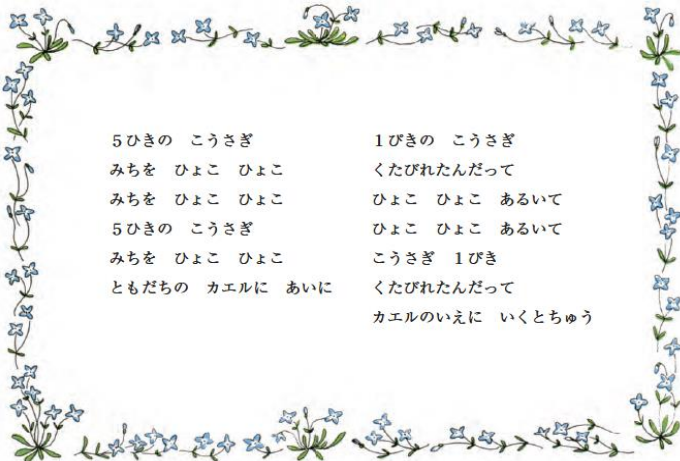 ５ひきの　こうさぎ
みちを　ひょこ　ひょこ
みちを　ひょこ　ひょこ
５ひきの　こうさぎ
みちを　ひょこ　ひょこ
ともだちの　カエルに　あいに
１ぴきの　こうさぎ
くたびれたんだって
ひょこ　ひょこ　あるいて
ひょこ　ひょこ　あるいて
こうさぎ　１ぴき
くたびれたんだって
カエルのいえに　いくとちゅう